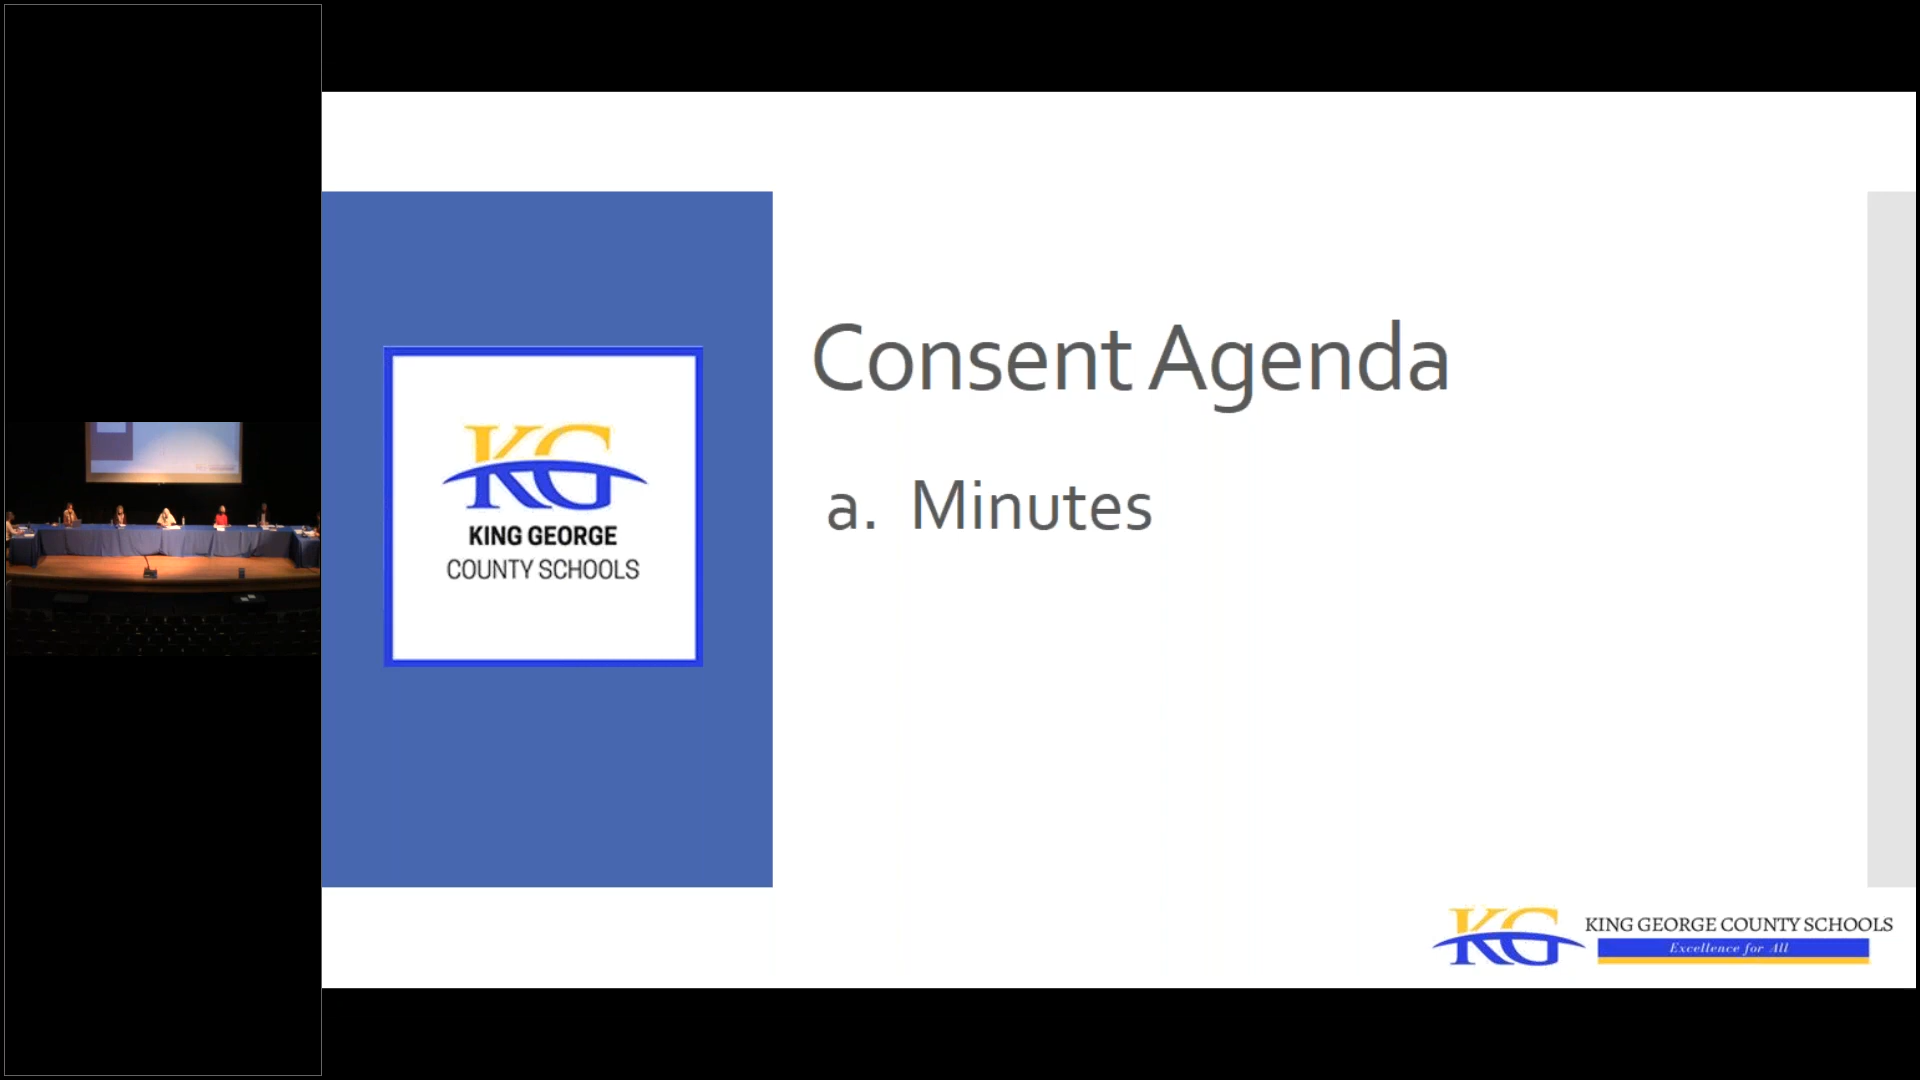 Consent Agenda
a. Minutes
KG
KING GEORGE
COUNTY SCHOOLS
KG
KING GEORGE COUNTY SCHOOLS
Excellence for All